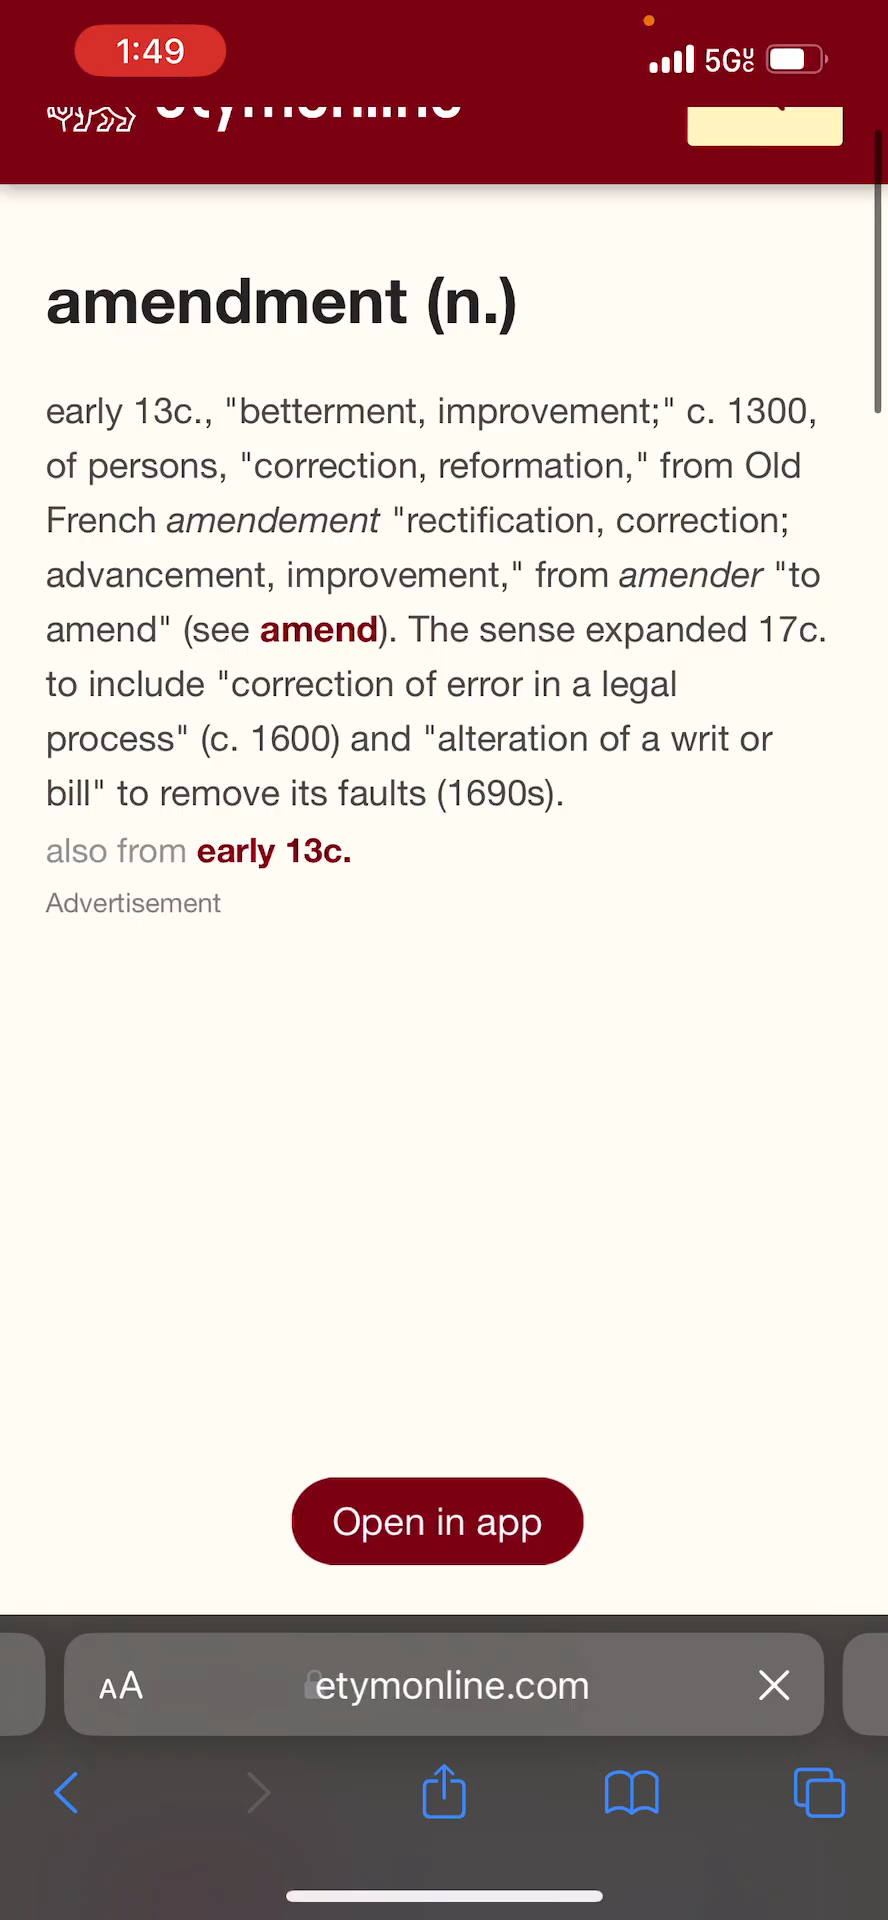 1:49
5G
amendment (n.)
early 13c., "betterment, improvement;" c. 1300,
of persons, "correction, reformation," from Old
French amendement "rectification, correction;
advancement, improvement," from amender "to
amend" (see amend). The sense expanded 17c.
to include "correction of error in a legal
process" (c. 1600) and "alteration of a writ or
bill" to remove its faults (1690s).
also from early 13c.
Advertisement
Open in app
AA etymonline.com